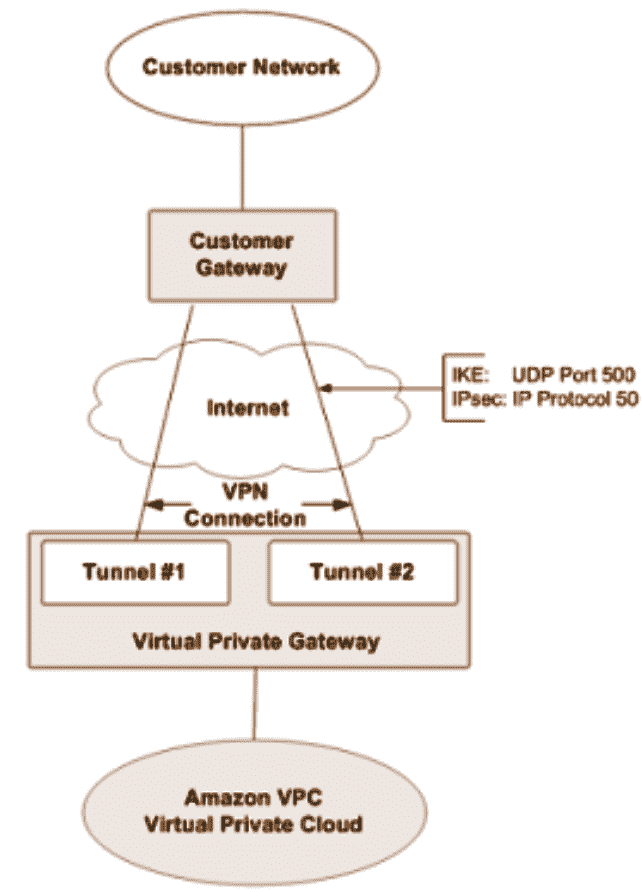 Customer Network
Customer
Gateway
IKE: UDP Port 500
IPsec: IP Protocol 50
Internet
VPN
Connection
Tunnel #1
Tunnel #2
Virtual Private Gateway
Amazon VPC
Virtual Private Cloud